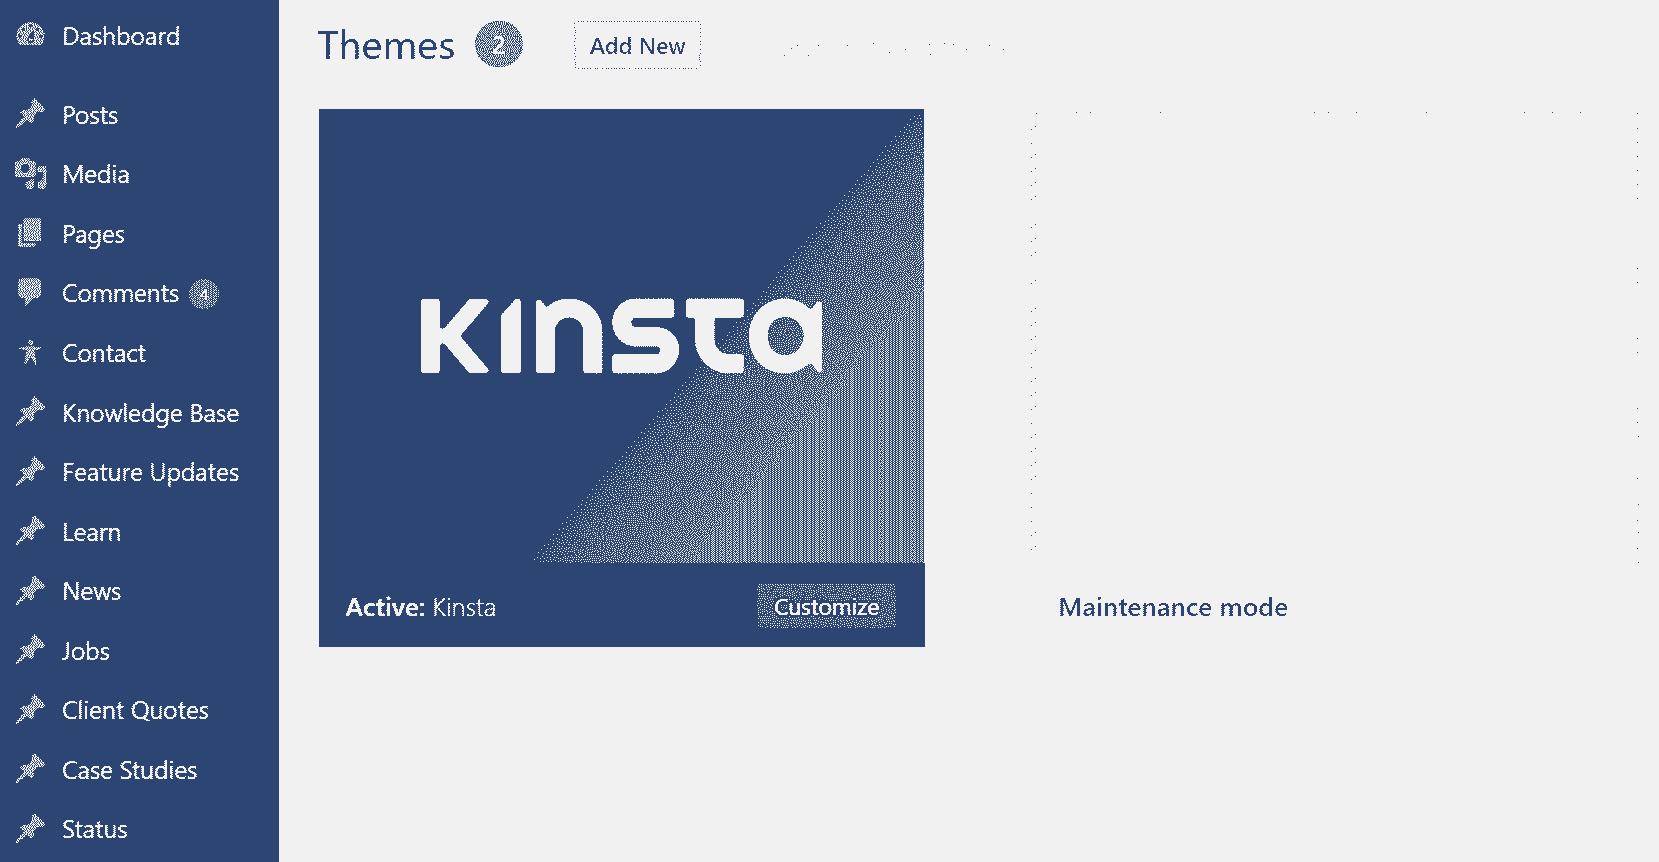 Dashboard
Posts
Media
Pages
Comments 4
Contact
Knowledge Base
Feature Updates
Learn
News
Jobs
Client Quotes
Case Studies
Status
Themes 2 Add New
Kinsta
Active: Kinsta Customize
Maintenance mode